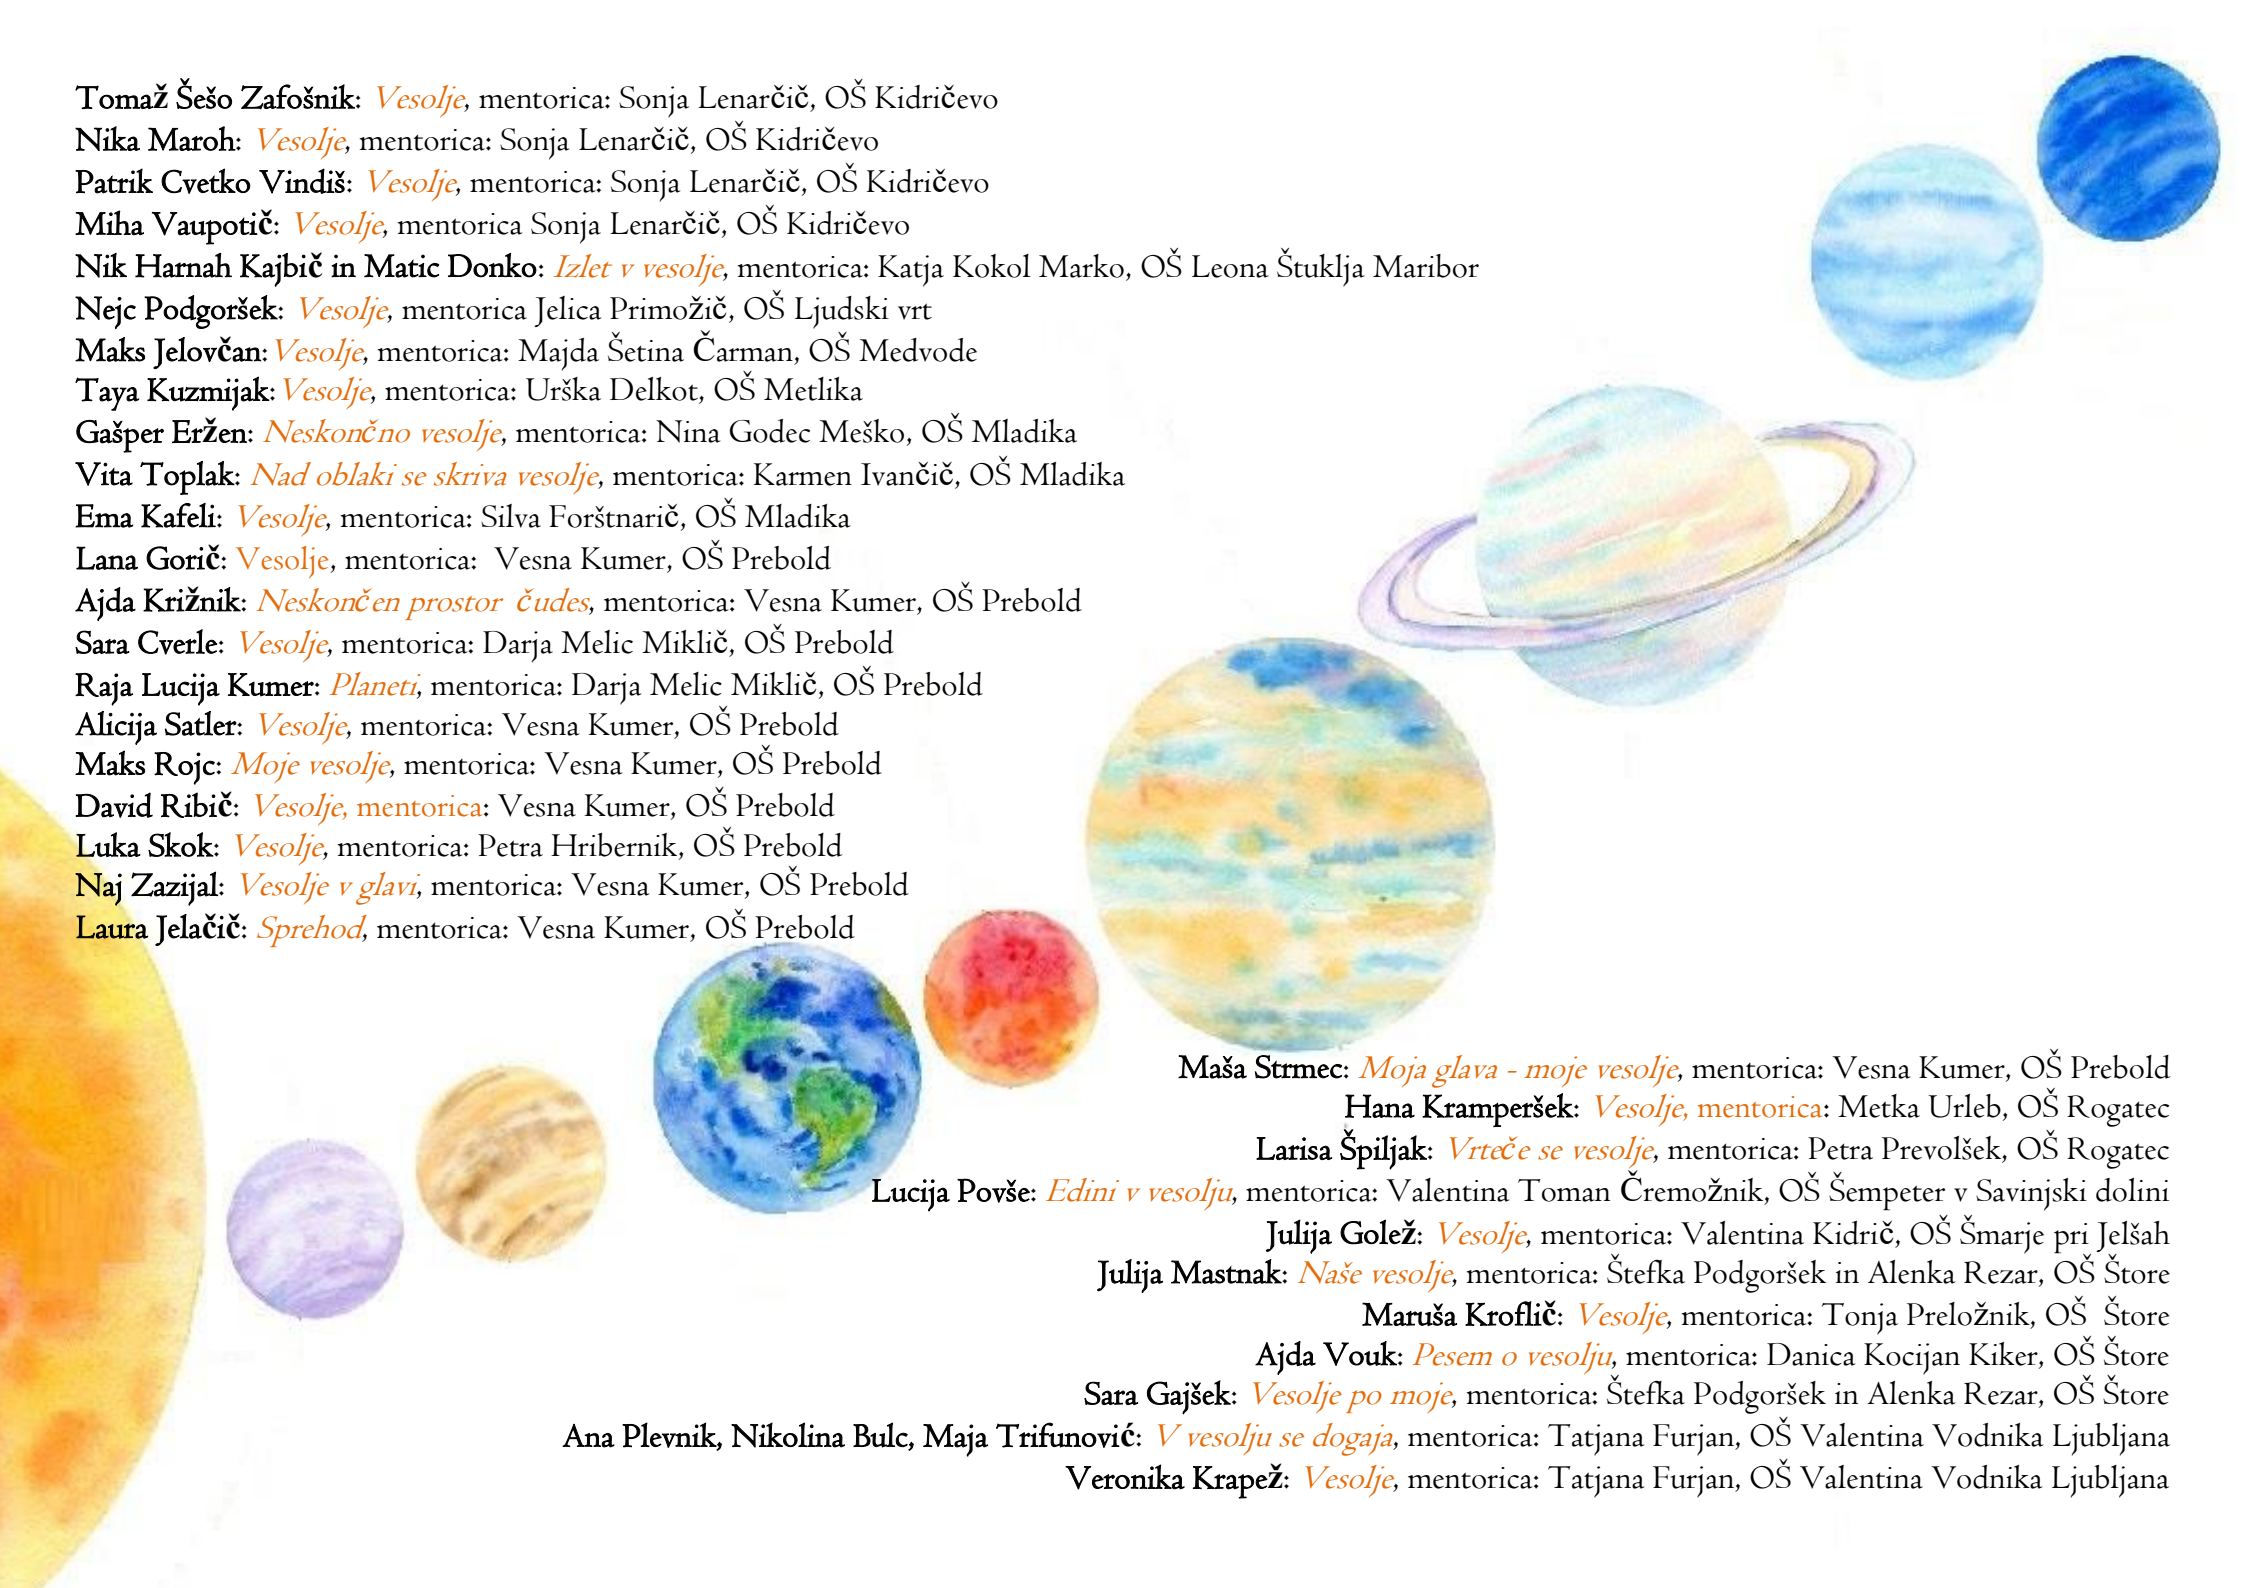 Tomaž Šešo Zafošnik: Vesolje, mentorica: Sonja Lenarčič, OŠ Kidričevo
Nika Maroh: Vesolje, mentorica: Sonja Lenarčič, OŠ Kidričevo
Patrik Cvetko Vindiš: Vesolje, mentorica: Sonja Lenarčič, OŠ Kidričevo
Miha Vaupotič: Vesolje, mentorica Sonja Lenarčič, OŠ Kidričevo
Nik Harnah Kajbič in Matic Donko: Izlet v vesolje, mentorica: Katja Kokol Marko, OŠ Leona Štuklja Maribor
Nejc Podgoršek: Vesolje, mentorica Jelica Primožič, OŠ Ljudski vrt
Maks Jelovčan: Vesolje, mentorica: Majda Šetina Čarman, OŠ Medvode
Taya Kuzmijak: Vesolje, mentorica: Urška Delkot, OŠ Metlika
Gašper Eržen: Neskončno vesolje, mentorica: Nina Godec Meško, OŠ Mladika
Vita Toplak: Nad oblaki se skriva vesolje, mentorica: Karmen Ivančič, OŠ Mladika
Ema Kafeli: Vesolje, mentorica: Silva Forštnarič, OŠ Mladika
Lana Gorič: Vesolje, mentorica: Vesna Kumer, OŠ Prebold
Ajda Križnik: Neskončen prostor čudes, mentorica: Vesna Kumer, OŠ Prebold
Sara Cverle: Vesolje, mentorica: Darja Melic Miklič, OŠ Prebold
Raja Lucija Kumer: Planeti, mentorica: Darja Melic Miklič, OŠ Prebold
Alicija Satler: Vesolje, mentorica: Vesna Kumer, OŠ Prebold
Maks Rojc: Moje vesolje, mentorica: Vesna Kumer, OŠ Prebold
David Ribič: Vesolje, mentorica: Vesna Kumer, OŠ Prebold
Luka Skok: Vesolje, mentorica: Petra Hribernik, OŠ Prebold
Naj Zazijal: Vesolje v glavi, mentorica: Vesna Kumer, OŠ Prebold
Laura Jelačič: Sprehod, mentorica: Vesna Kumer, OŠ Prebold
Maša Strmec: Moja glava - moje vesolje, mentorica: Vesna Kumer, OŠ Prebold
Hana Kramperšek: Vesolje, mentorica: Metka Urleb, OŠ Rogatec
Larisa Špiljak: Vrteče se vesolje, mentorica: Petra Prevolšek, OŠ Rogatec
Lucija Povše: Edini v vesolju, mentorica: Valentina Toman Čremožnik, OŠ Šempeter v Savinjski dolini
Julija Golež: Vesolje, mentorica: Valentina Kidrič, OŠ Šmarje pri Jelšah
Julija Mastnak: Naše vesolje, mentorica: Štefka Podgoršek in Alenka Rezar, OŠ Štore
Maruša Kroflič: Vesolje, mentorica: Tonja Preložnik, OŠ Štore
Ajda Vouk: Pesem o vesolju, mentorica: Danica Kocijan Kiker, OŠ Štore
Sara Gajšek: Vesolje po moje, mentorica: Štefka Podgoršek in Alenka Rezar, OŠ Štore
Ana Plevnik, Nikolina Bulc, Maja Trifunović: V vesolju se dogaja, mentorica: Tatjana Furjan, OŠ Valentina Vodnika Ljubljana
Veronika Krapež: Vesolje, mentorica: Tatjana Furjan, OŠ Valentina Vodnika Ljubljana